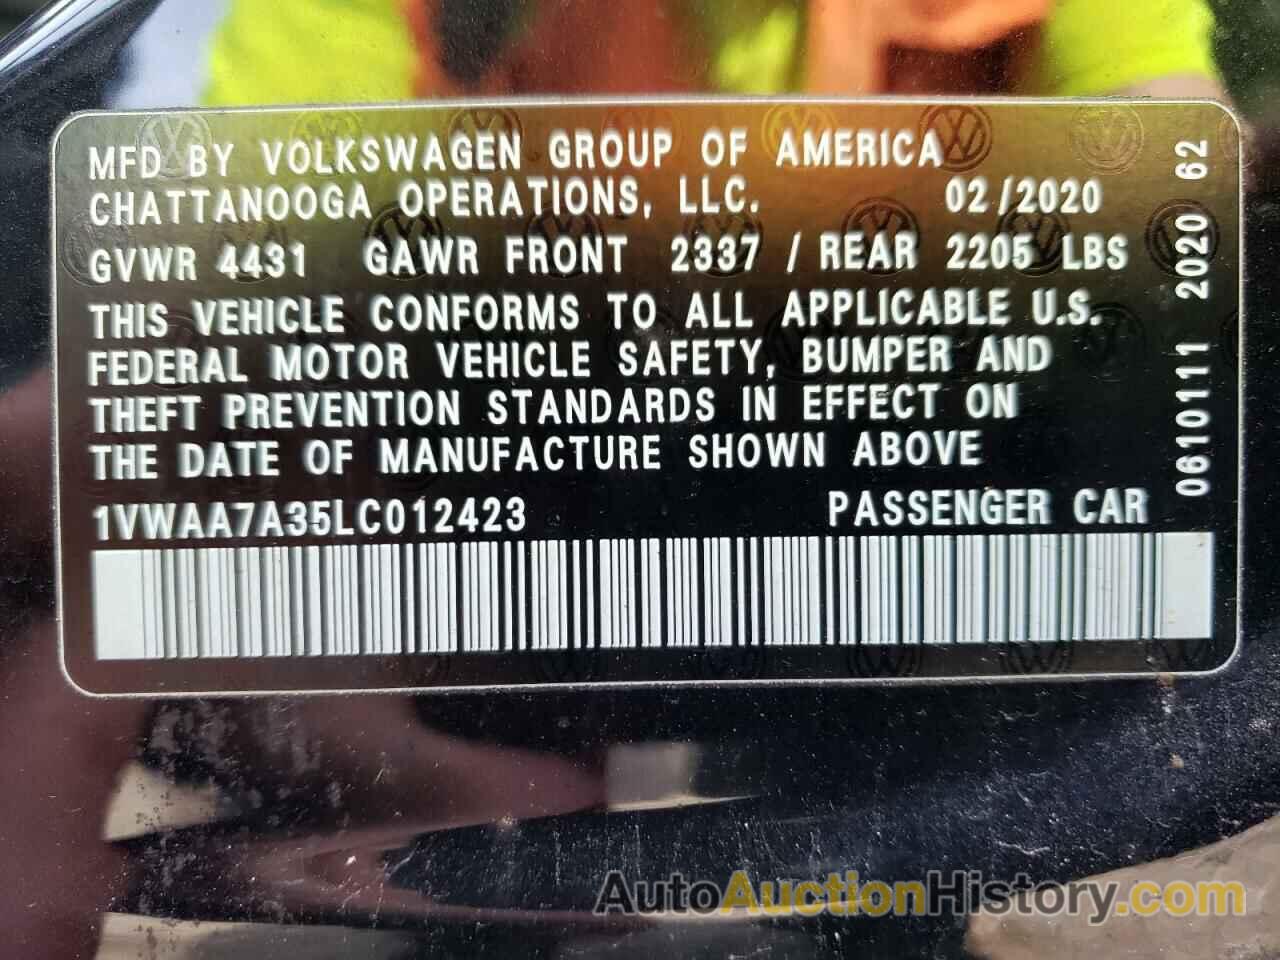 MFD BY VOLKSWAGEN GROUP OF AMERICA
CHATTANOOGA OPERATIONS, LLC. 02/2020
GVWR 4431 GAWR FRONT 2337 / REAR 2205 LBS
THIS VEHICLE CONFORMS TO ALL APPLICABLE U.S.
FEDERAL MOTOR VEHICLE SAFETY, BUMPER AND
THEFT PREVENTION STANDARDS IN EFFECT ON
THE DATE OF MANUFACTURE SHOWN ABOVE
1VWAA7A35LC012423 PASSENGER CAR
0610111 2020 62
AutoAuctionHistory.com